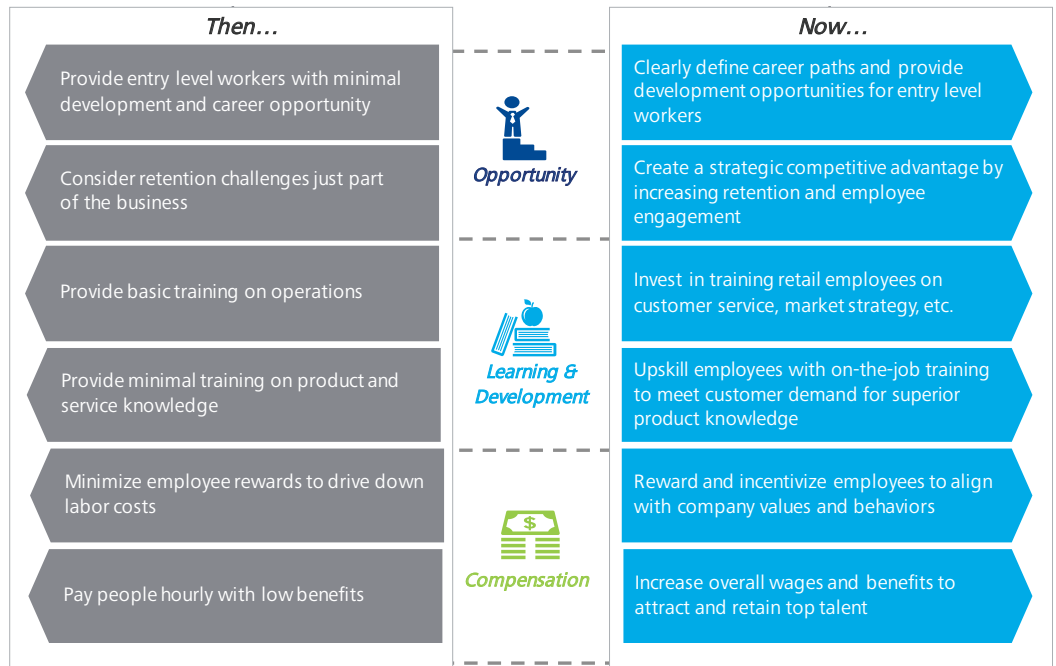 Then...
Provide entry level workers with minimal
development and career opportunity
Consider retention challenges just part
of the business
Provide basic training on operations
Provide minimal training on product and
service knowledge
Minimize employee rewards to drive down
labor costs
Pay people hourly with low benefits
Opportunity
Learning &
Development
$
Compensation
Now...
Clearly define career paths and provide
development opportunities for entry level
workers
Create a strategic competitive advantage by
increasing retention and employee
engagement
Invest in training retail employees on
customer service, market strategy, etc.
Upskill employees with on-the-job training
to meet customer demand for superior
product knowledge
Reward and incentivize employees to align
with company values and behaviors
Increase overall wages and benefits to
attract and retain top talent